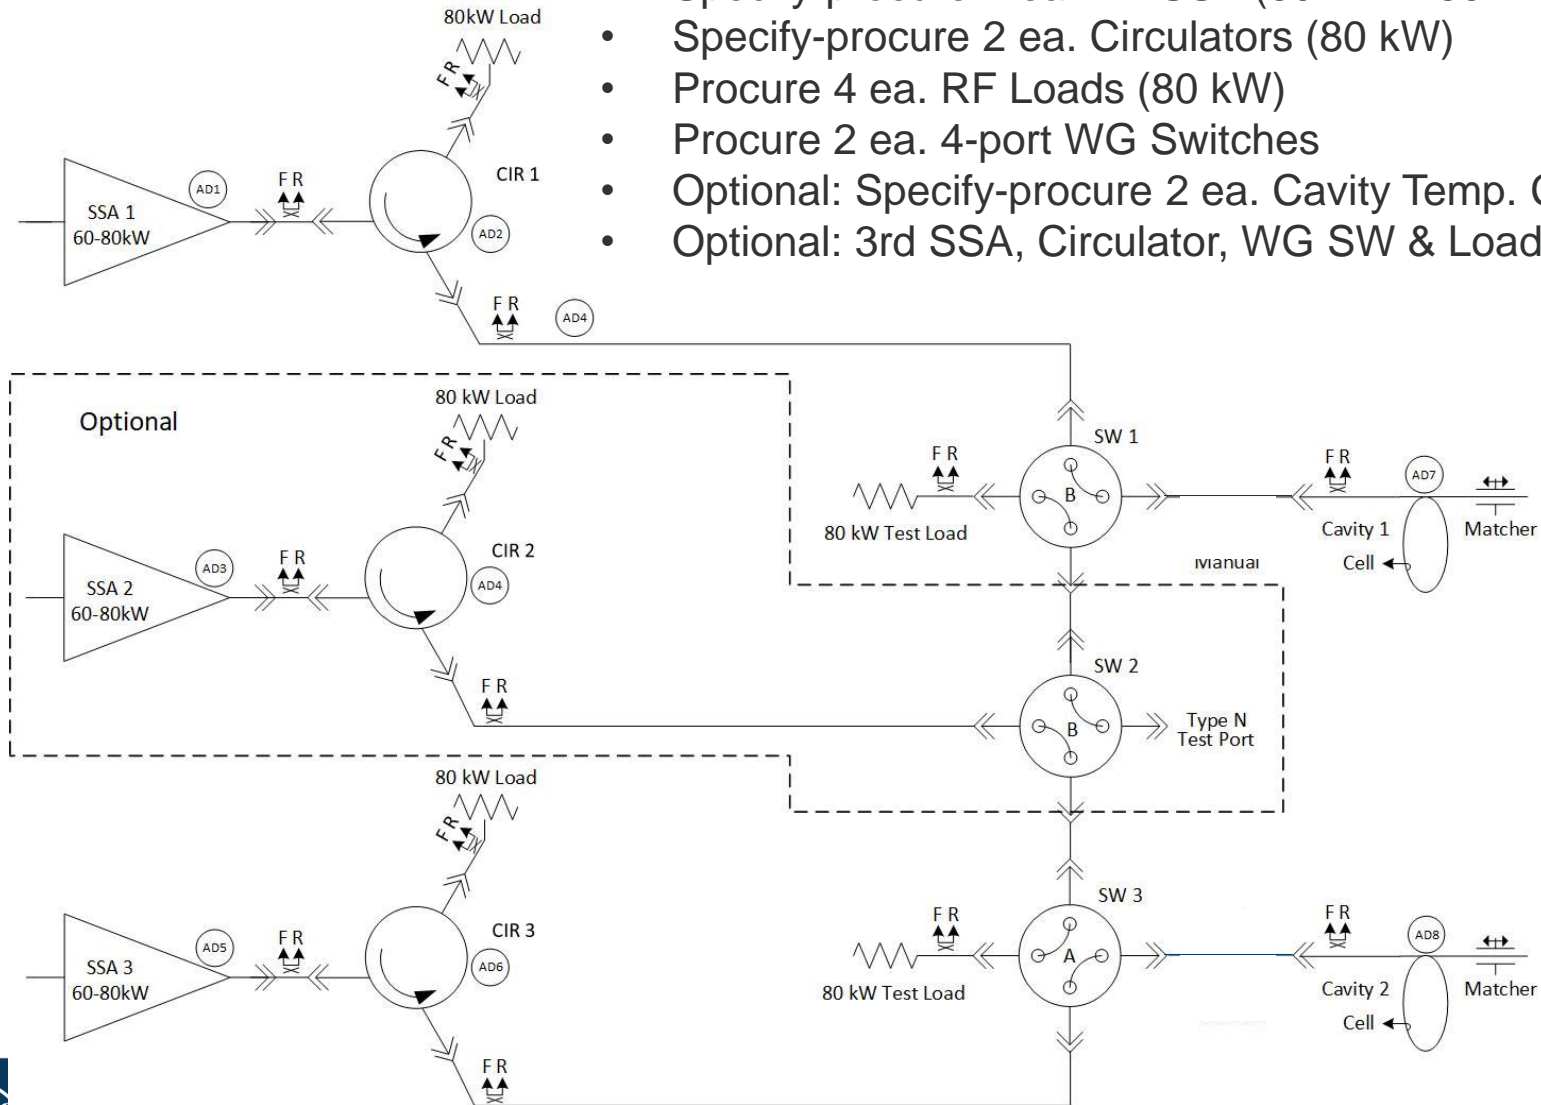 80kW Load
• Specify-procure 2 ea. Circulators (80 kW)
• Procure 4 ea. RF Loads (80 kW)
• Procure 2 ea. 4-port WG Switches
• Optional: Specify-procure 2 ea. Cavity Temp.
• Optional: 3rd SSA, Circulator, WG SW & Load
F R
CIR 1
AD1
F R
SSA 1
60-80kW
AD2
F R
AD4
80 kW Load
Optional
F R
SW 1
F R
F R
AD7
B
80 kW Test Load
Cavity 1
Matcher
Manual
Cell
CIR 2
AD3
F R
SSA 2
60-80kW
AD4
SW 2
F R
B
Type N
Test Port
80 kW Load
F R
SW 3
F R
F R
CIR 3
AD5
F R
AD8
SSA 3
60-80kW
AD6
A
80 kW Test Load
Cavity 2
Matcher
Cell
F R